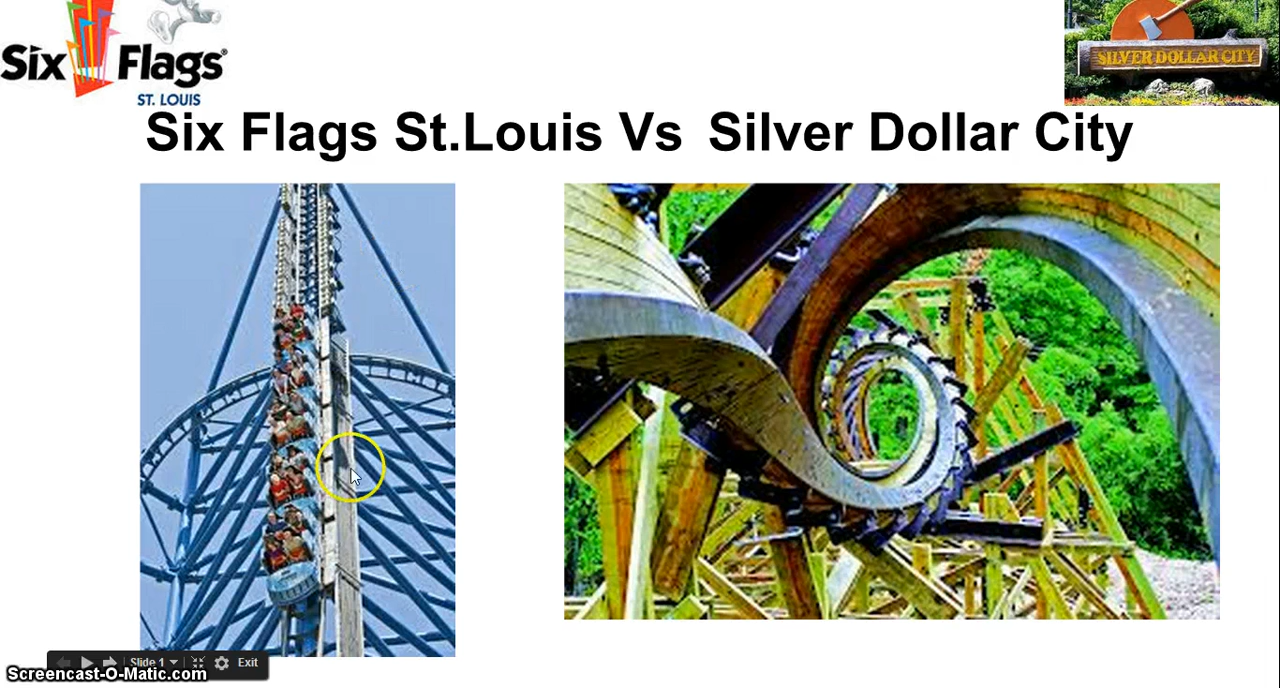 Six Flags®
ST. LOUIS
SILVER DOLLAR CITY
Six Flags St.Louis Vs Silver Dollar City
Slide 1
Exit
Screencast-O-Matic.com